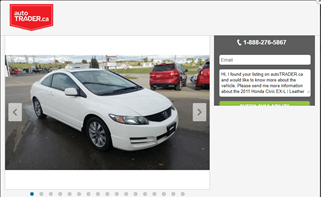 auto
TRADER.ca
1-888-276-5867
Email
Hi, I found your listing on autoTRADER.ca
and would like to know more about the
vehicle. Please send me more information
about the 2011 Honda Civic EX-L | Leather